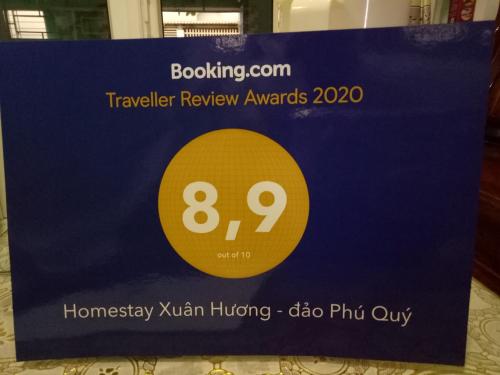 Booking.com
Traveller Review Awards 2020
8,9
out of 10
Homestay Xuân Hương - đảo Phú Quý